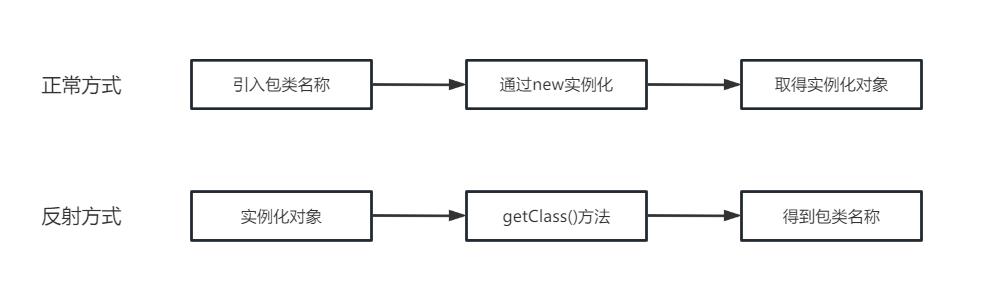 正常方式
引入包类名称
通过new实例化
取得实例化对象
反射方式
实例化对象
getClass()方法
得到包类名称